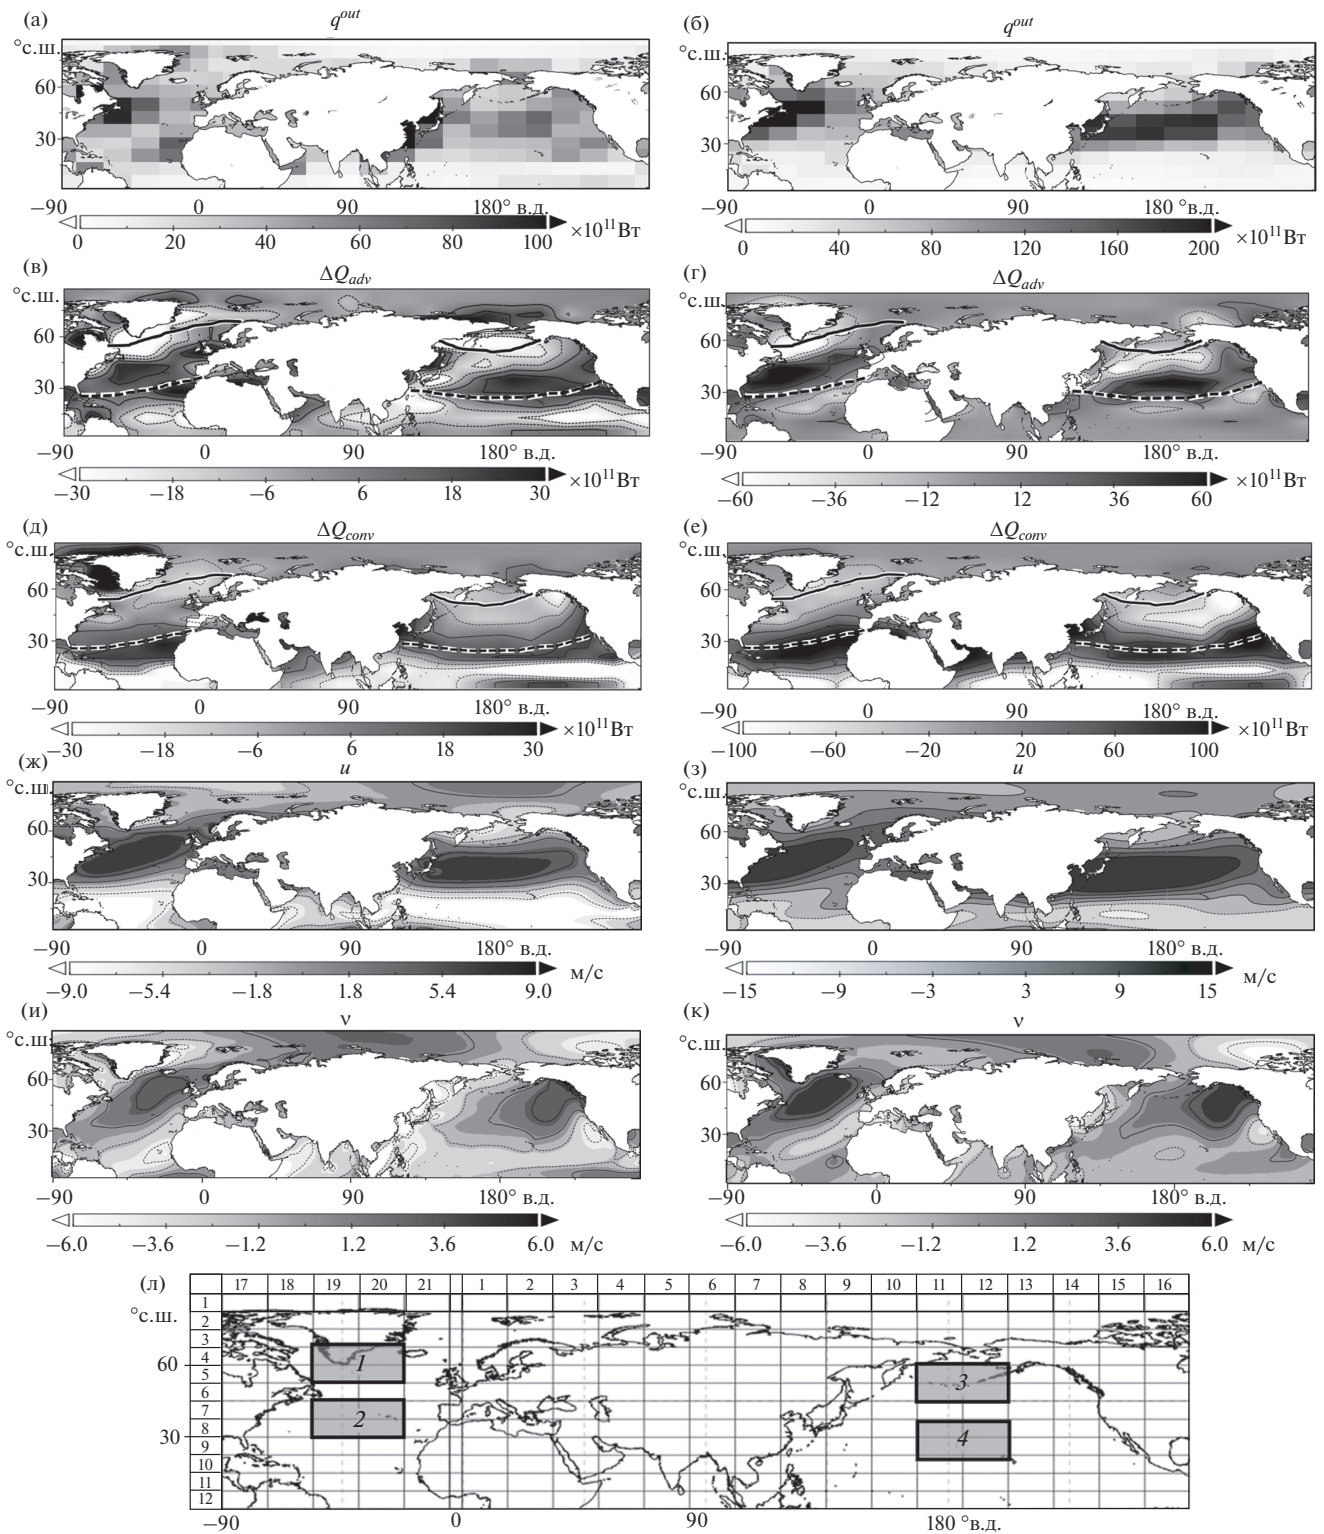 (а) q^out (б) q^out
°с.ш. °с.ш.
60 60
30 30
−90 0 90 180° в.д. −90 0 90 180 °в.д.
0 20 40 60 80 100 ×10^11 Вт 0 40 80 120 160 200 ×10^11 Вт
(в) ΔQ_adv (г) ΔQ_adv
°с.ш. °с.ш.
60 60
30 30
−90 0 90 180° в.д. −90 0 90 180° в.д.
−30 −18 −6 6 18 30 ×10^11 Вт −60 −36 −12 12 36 60 ×10^11 Вт
(д) ΔQ_conv (е) ΔQ_conv
°с.ш. °с.ш.
60 60
30 30
−90 0 90 180° в.д. −90 0 90 180° в.д.
−30 −18 −6 6 18 30 ×10^11 Вт −100 −60 −20 20 60 100 ×10^11 Вт
(ж) u (з) u
°с.ш. °с.ш.
60 60
30 30
−90 0 90 180° в.д. −90 0 90 180° в.д.
−9.0 −5.4 −1.8 1.8 5.4 9.0 м/с −15 −9 −3 3 9 15 м/с
(и) ν (к) ν
°с.ш. °с.ш.
60 60
30 30
−90 0 90 180° в.д. −90 0 90 180° в.д.
−6.0 −3.6 −1.2 1.2 3.6 6.0 м/с −6.0 −3.6 −1.2 1.2 3.6 6.0 м/с
(л) 17 18 19 20 21 1 2 3 4 5 6 7 8 9 10 11 12 13 14 15 16
1
°с.ш. 2
3
60 4 1
5 3
6
7 2
8
30 9 4
10
11
12
−90 0 90 180 °в.д.